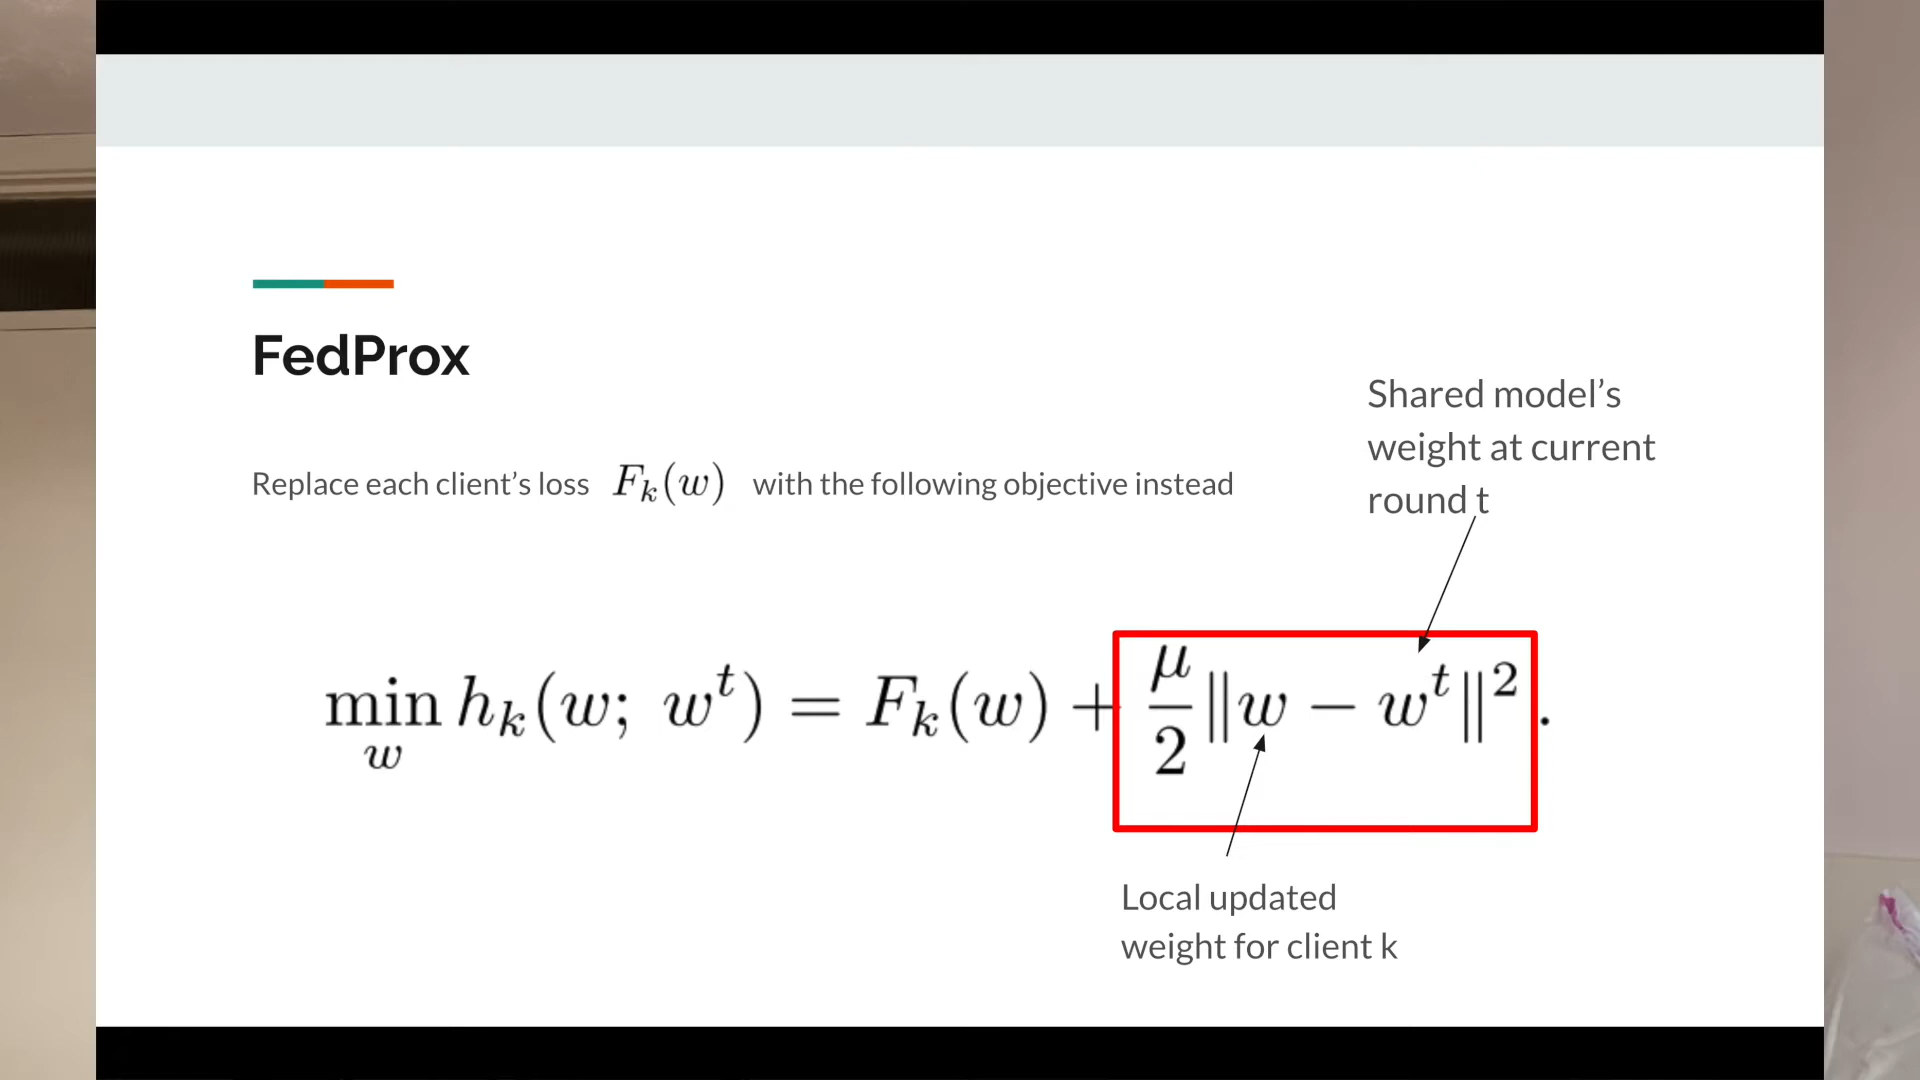 FedProx
Replace each client's loss F_k(w) with the following objective instead
Shared model's
weight at current
round t
min_w h_k(w; w^t) = F_k(w) + μ/2 ‖w − w^t‖².
Local updated
weight for client k